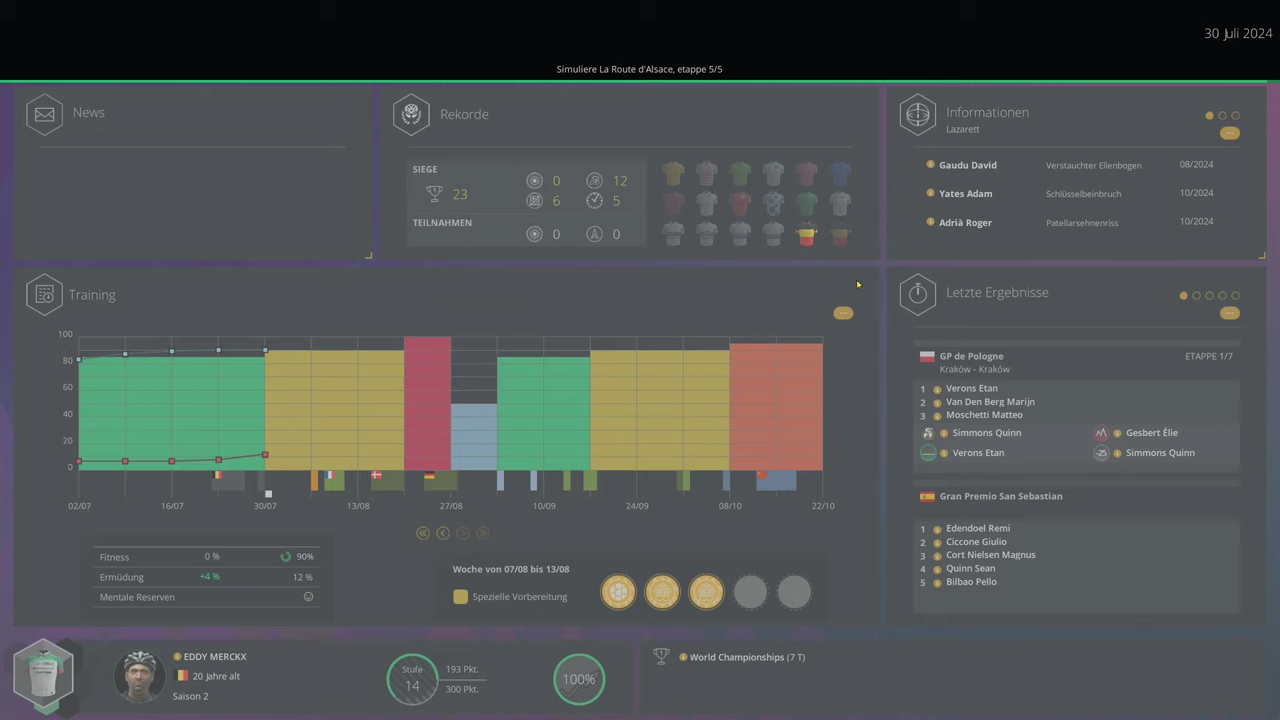 30 Juli 2024
Simuliere La Route d'Alsace, etappe 5/5
News
Rekorde
SIEGE
23
0
12
6
5
TEILNAHMEN
0
0
Informationen
Lazarett
Gaudu David Verstauchter Ellenbogen 08/2024
Yates Adam Schlüsselbeinbruch 10/2024
Adrià Roger Patellarsehnenriss 10/2024
Training
100
80
60
40
20
0
02/07 16/07 30/07 13/08 27/08 10/09 24/09 08/10 22/10
Fitness 0 % 90%
Ermüdung +4 % 12 %
Mentale Reserven
Woche von 07/08 bis 13/08
Spezielle Vorbereitung
Letzte Ergebnisse
GP de Pologne ETAPPE 1/7
Kraków - Kraków
1 Verons Etan
2 Van Den Berg Marijn
3 Moschetti Matteo
Simmons Quinn Gesbert Élie
Verons Etan -25 Simmons Quinn
Gran Premio San Sebastian
1 Edendoel Remi
2 Ciccone Giulio
3 Cort Nielsen Magnus
4 Quinn Sean
5 Bilbao Pello
EDDY MERCKX
20 Jahre alt
Saison 2
Stufe
14
193 Pkt.
300 Pkt.
100%
World Championships (7 T)